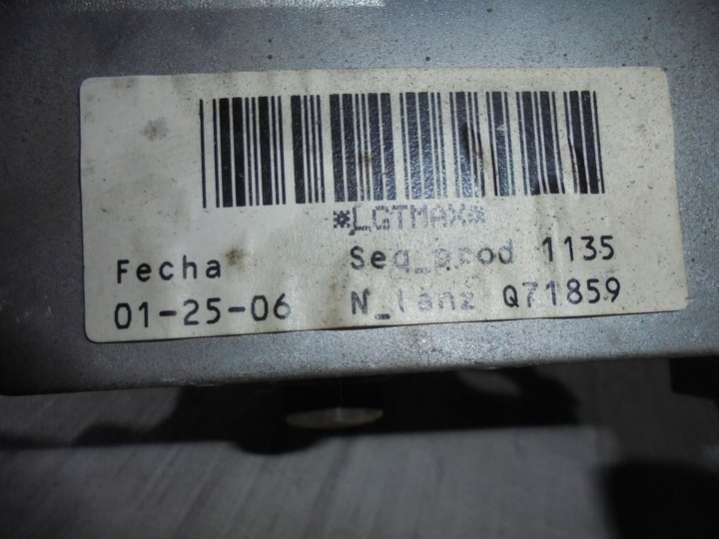 *LGTMAX*
Fecha Seq_prod 1135
01-25-06 N_lanz Q71859